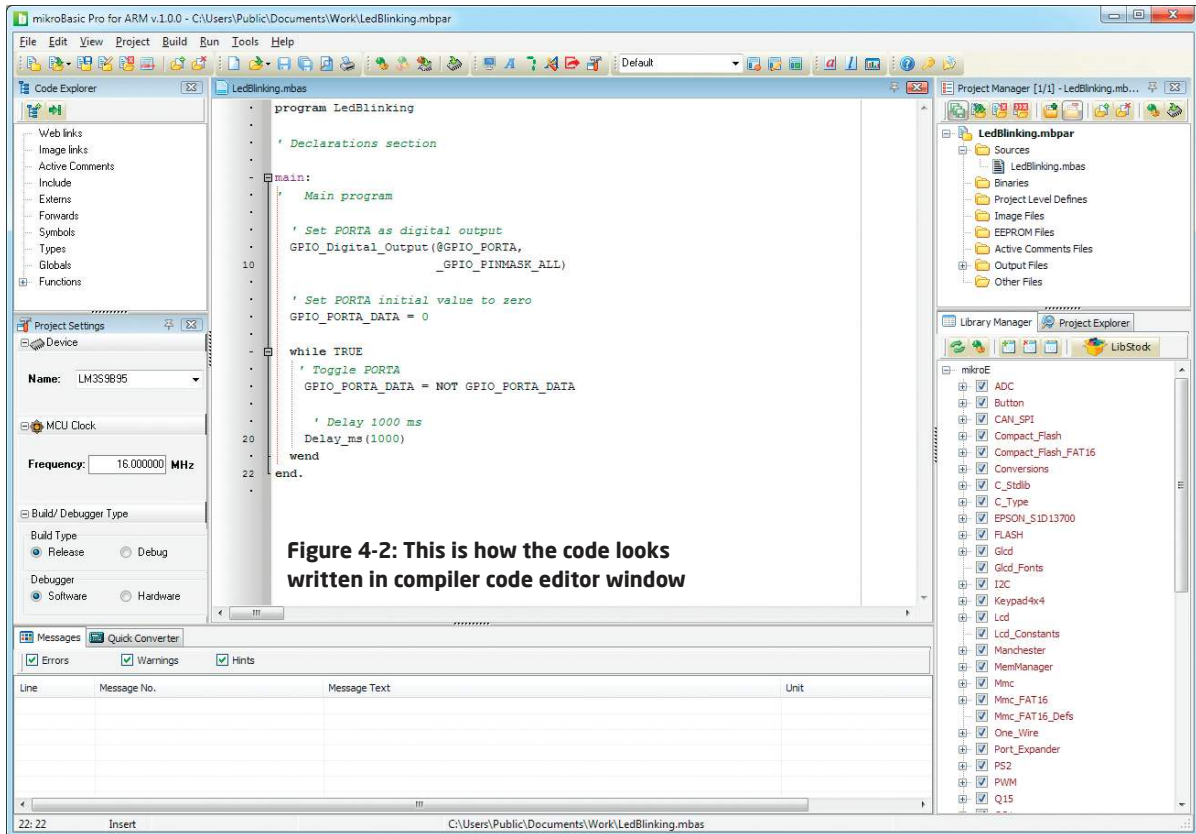 mikroBasic Pro for ARM v.1.0.0 - C:\Users\Public\Documents\Work\LedBlinking.mbpar
File Edit View Project Build Run Tools Help
Default
Code Explorer
Web links
Image links
Active Comments
Include
Externs
Forwards
Symbols
Types
Globals
Functions
Project Settings
Device
Name: LM3S9B95
MCU Clock
Frequency: 16.000000 MHz
Build/ Debugger Type
Build Type
Release Debug
Debugger
Software Hardware
LedBlinking.mbas
program LedBlinking
' Declarations section
main:
' Main program
' Set PORTA as digital output
GPIO_Digital_Output(@GPIO_PORTA,
10 _GPIO_PINMASK_ALL)
' Set PORTA initial value to zero
GPIO_PORTA_DATA = 0
while TRUE
' Toggle PORTA
GPIO_PORTA_DATA = NOT GPIO_PORTA_DATA
' Delay 1000 ms
20 Delay_ms(1000)
wend
22 end.
Figure 4-2: This is how the code looks
written in compiler code editor window
Project Manager [1/1] - LedBlinking.mb...
LedBlinking.mbpar
Sources
LedBlinking.mbas
Binaries
Project Level Defines
Image Files
EEPROM Files
Active Comments Files
Output Files
Other Files
Library Manager Project Explorer
LibStock
mikroE
ADC
Button
CAN_SPI
Compact_Flash
Compact_Flash_FAT16
Conversions
C_Stdlib
C_Type
EPSON_S1D13700
FLASH
Glcd
Glcd_Fonts
I2C
Keypad4x4
Lcd
Lcd_Constants
Manchester
MemManager
Mmc
Mmc_FAT16
Mmc_FAT16_Defs
One_Wire
Port_Expander
PS2
PWM
Q15
Messages Quick Converter
Errors Warnings Hints
Line Message No. Message Text Unit
22: 22 Insert C:\Users\Public\Documents\Work\LedBlinking.mbas